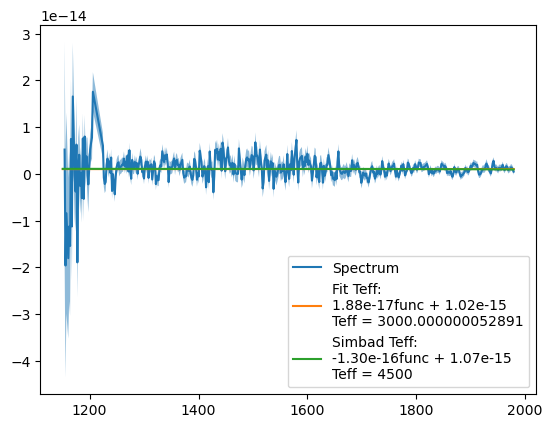 1e−14
3
2
1
0
−1
−2
−3
−4
1200
1400
1600
1800
2000
Spectrum
Fit Teff:
1.88e-17func + 1.02e-15
Teff = 3000.000000052891
Simbad Teff:
-1.30e-16func + 1.07e-15
Teff = 4500